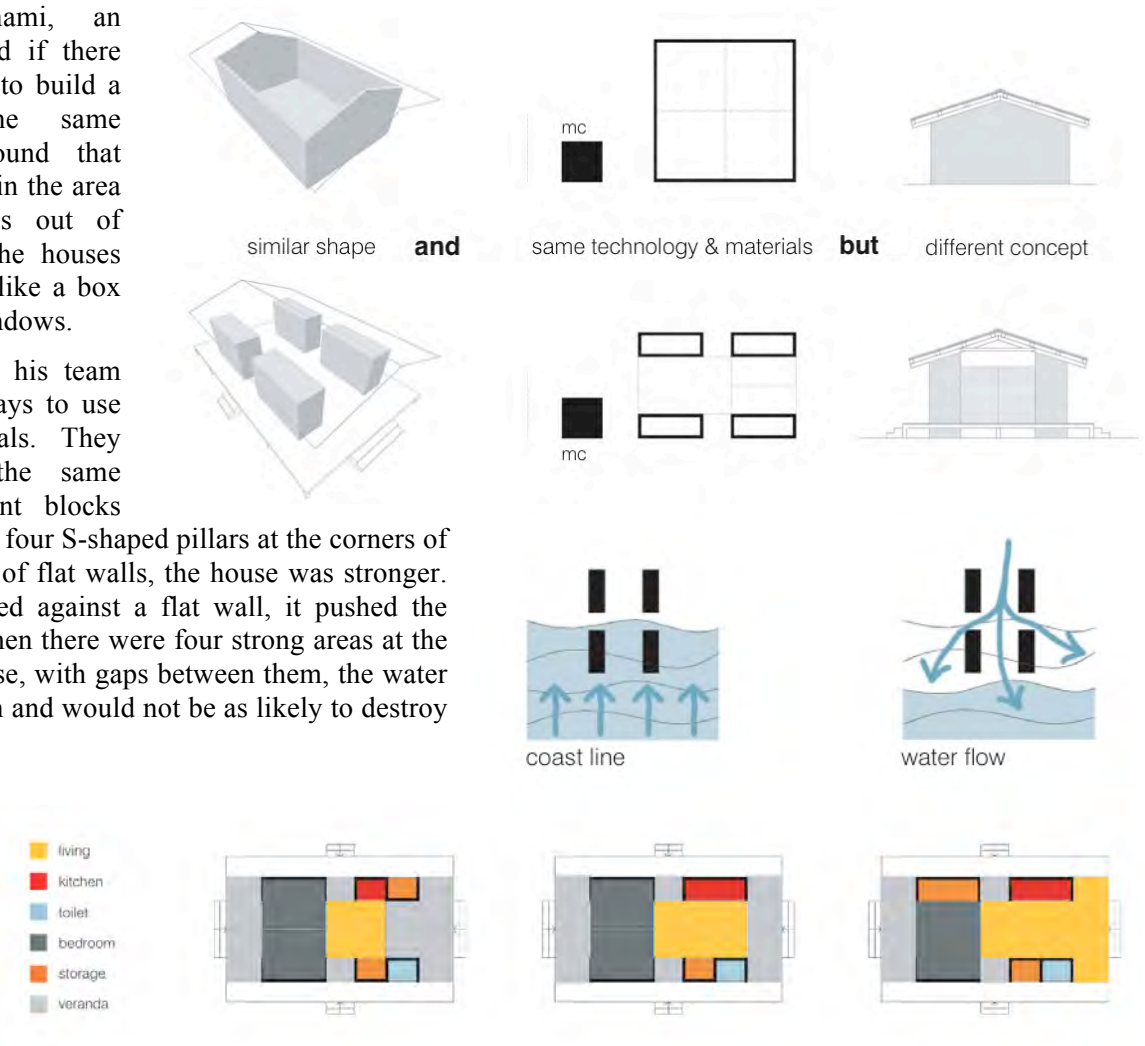 nami, an
d if there
to build a
ne same
ound that
in the area
s out of
he houses
like a box
ndows.
his team
ays to use
als. They
the same
nt blocks
four S-shaped pillars at the corners of
of flat walls, the house was stronger.
ed against a flat wall, it pushed the
hen there were four strong areas at the
se, with gaps between them, the water
n and would not be as likely to destroy
mc
similar shape and same technology & materials but different concept
mc
coast line
water flow
living
kitchen
toilet
bedroom
storage
veranda